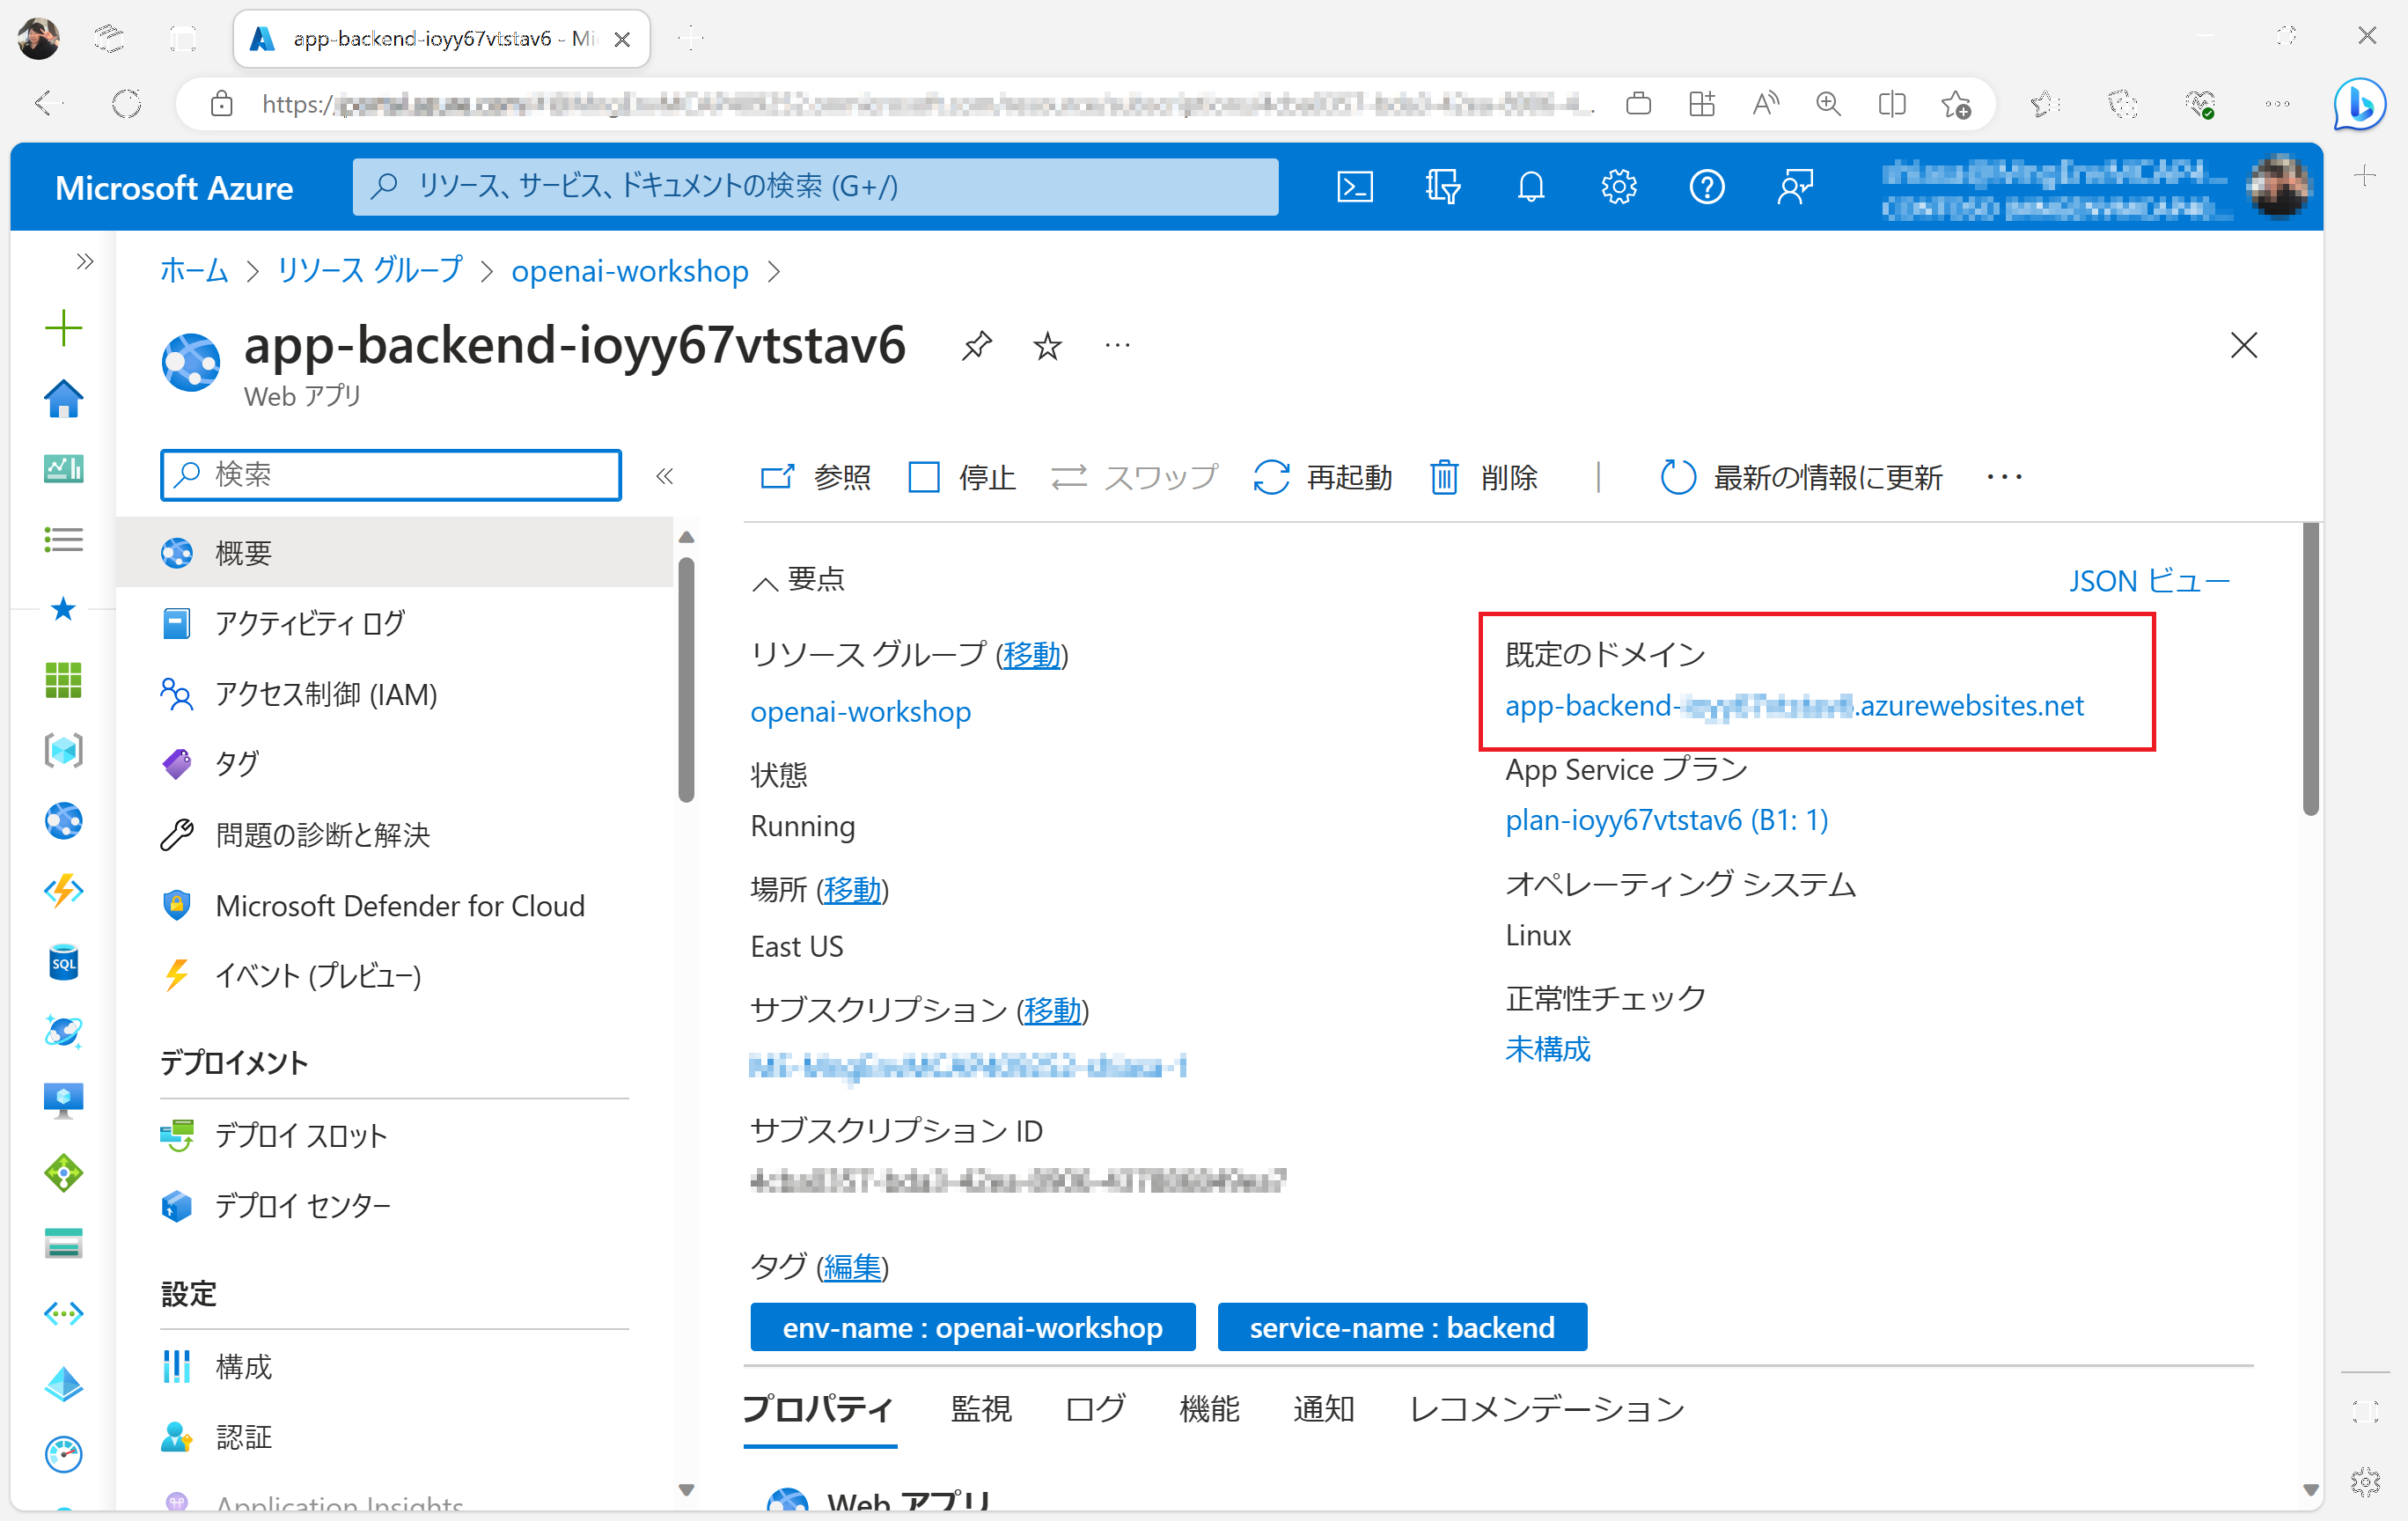 app-backend-ioyy67vtstav6 - Mi
https:/
Microsoft Azure
リソース、サービス、ドキュメントの検索 (G+/)
ホーム > リソース グループ > openai-workshop >
app-backend-ioyy67vtstav6
Web アプリ
検索
参照
停止
スワップ
再起動
削除
最新の情報に更新
概要
アクティビティ ログ
アクセス制御 (IAM)
タグ
問題の診断と解決
Microsoft Defender for Cloud
イベント (プレビュー)
デプロイメント
デプロイ スロット
デプロイ センター
設定
構成
認証
Application Insights
要点
JSON ビュー
リソース グループ (移動)
openai-workshop
状態
Running
場所 (移動)
East US
サブスクリプション (移動)
サブスクリプション ID
既定のドメイン
app-backend-
.azurewebsites.net
App Service プラン
plan-ioyy67vtstav6 (B1: 1)
オペレーティング システム
Linux
正常性チェック
未構成
タグ (編集)
env-name : openai-workshop
service-name : backend
プロパティ
監視
ログ
機能
通知
レコメンデーション
Web アプリ
SQL